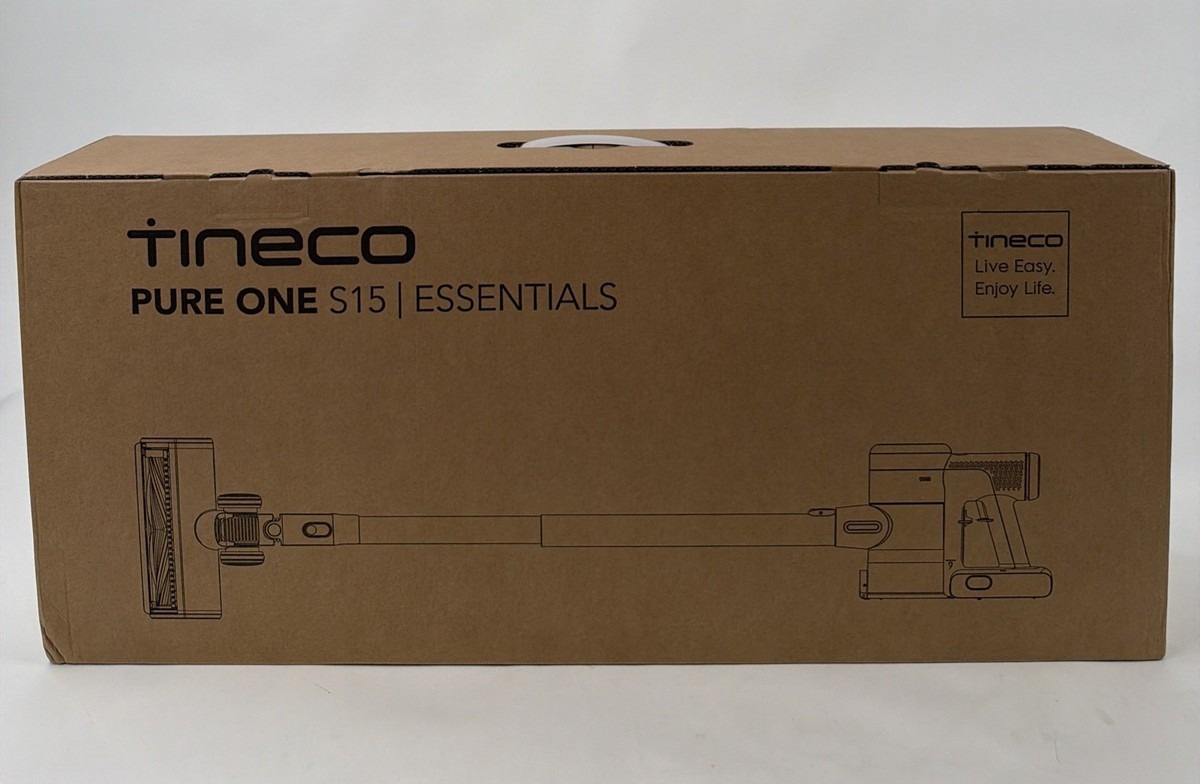 tineco
PURE ONE S15 | ESSENTIALS
tineco
Live Easy.
Enjoy Life.